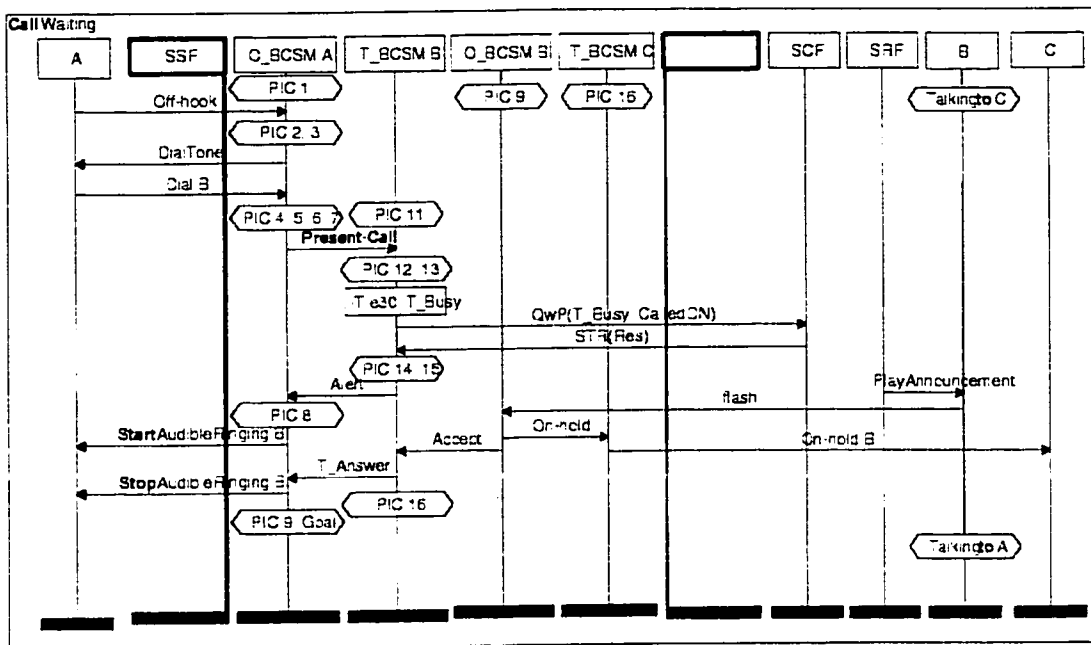 Call Waiting
A SSF O_BCSM A T_BCSM B O_BCSM B T_BCSM C SCF SRF B C
PIC 1 PIC 9 PIC 16 Talking to C
Off-hook
PIC 2, 3
DialTone
Dial B
PIC 4 5 6 7 PIC 11
Present-Call
PIC 12, 13
T_Busy
QwP(T_Busy CalledCN)
STR(Res)
PIC 14 15
Alert PlayAnnouncement
PIC 8 flash
StartAudibleRinging B Accept On-hold On-hold B
T_Answer
StopAudibleRinging B PIC 16
PIC 9 Goal
Talking to A